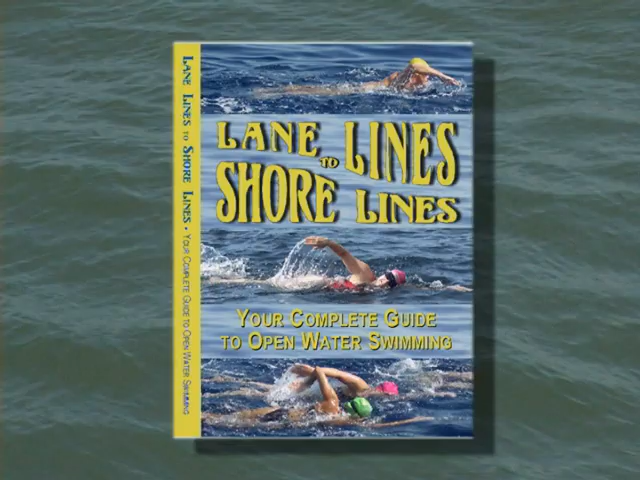 LANE LINES TO SHORE LINES • YOUR COMPLETE GUIDE TO OPEN WATER SWIMMING
LANE TO LINES
SHORE LINES
YOUR COMPLETE GUIDE
TO OPEN WATER SWIMMING